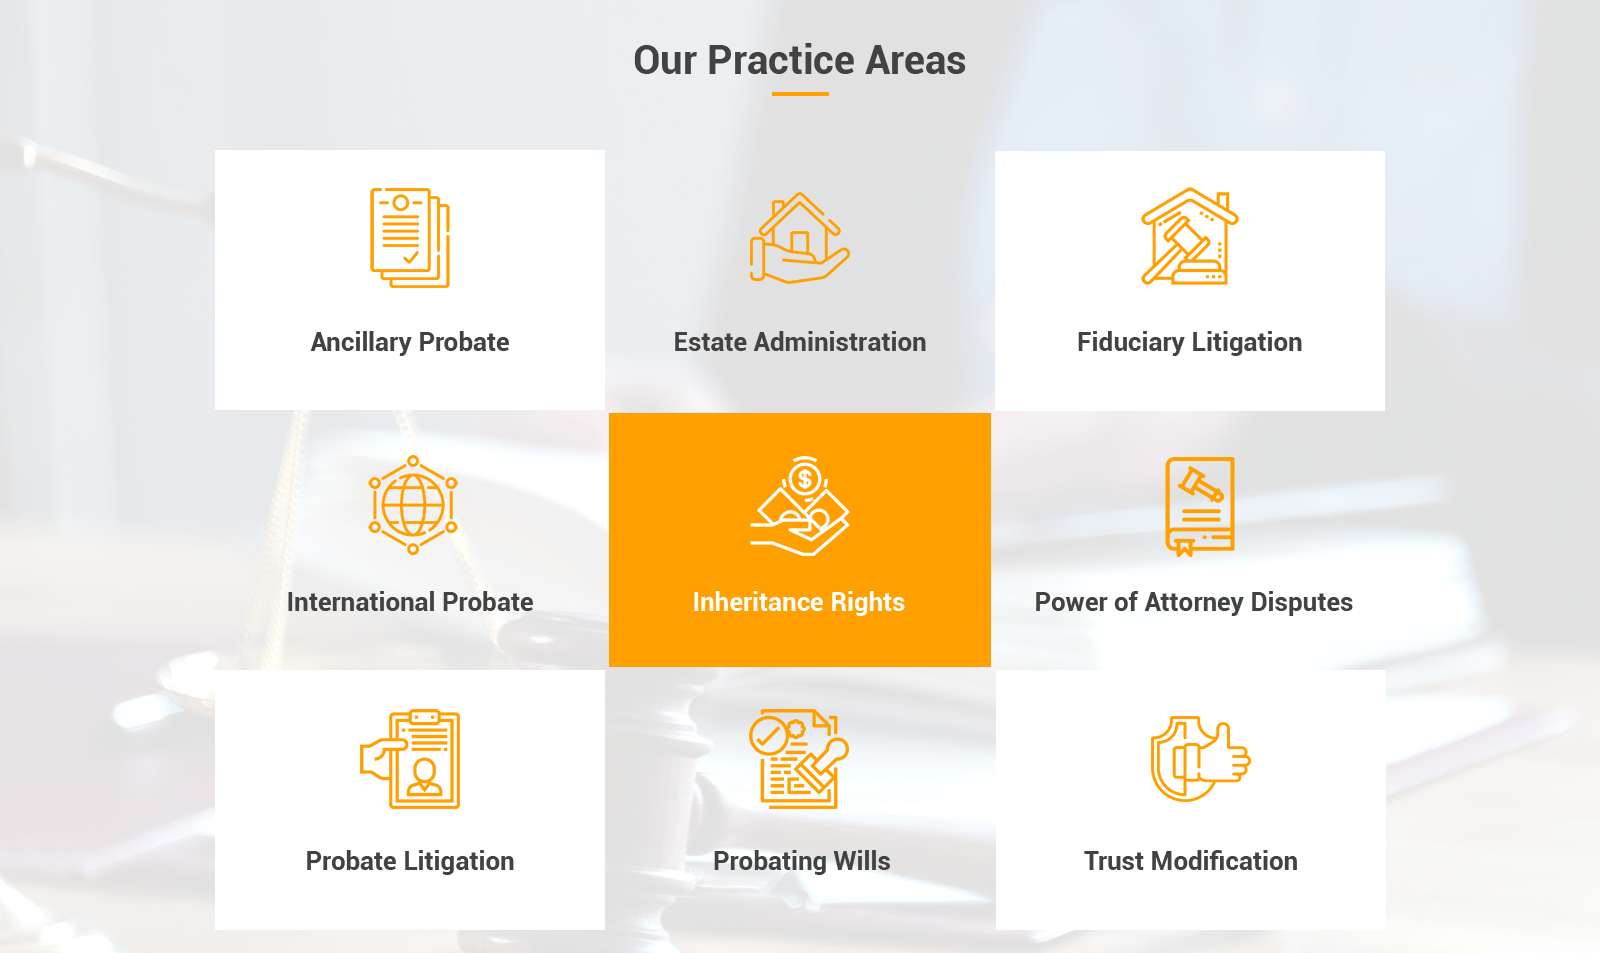 Our Practice Areas
Ancillary Probate
Estate Administration
Fiduciary Litigation
International Probate
Inheritance Rights
Power of Attorney Disputes
Probate Litigation
Probating Wills
Trust Modification